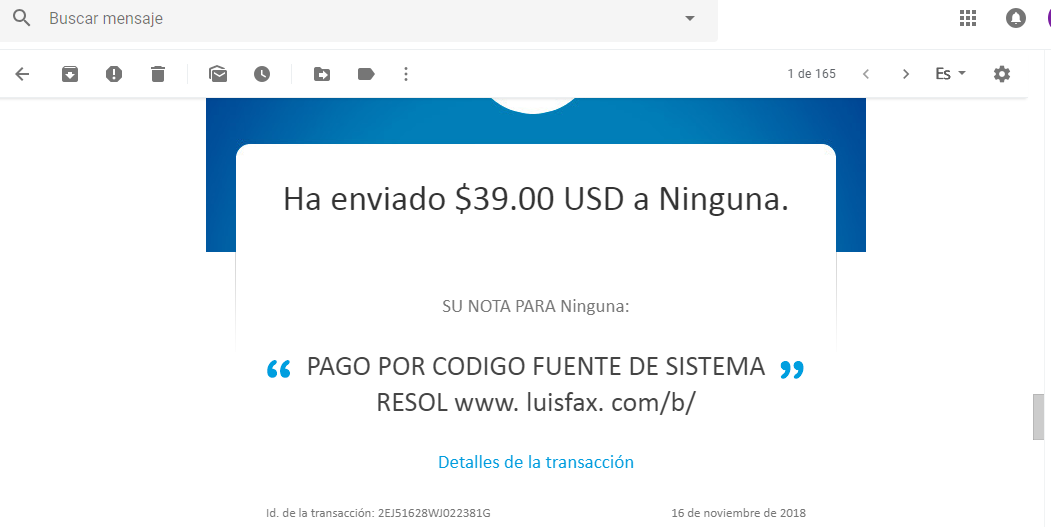 Buscar mensaje
1 de 165
Es
Ha enviado $39.00 USD a Ninguna.
SU NOTA PARA Ninguna:
“ PAGO POR CODIGO FUENTE DE SISTEMA ”
RESOL www. luisfax. com/b/
Detalles de la transacción
Id. de la transacción: 2EJ51628WJ022381G
16 de noviembre de 2018